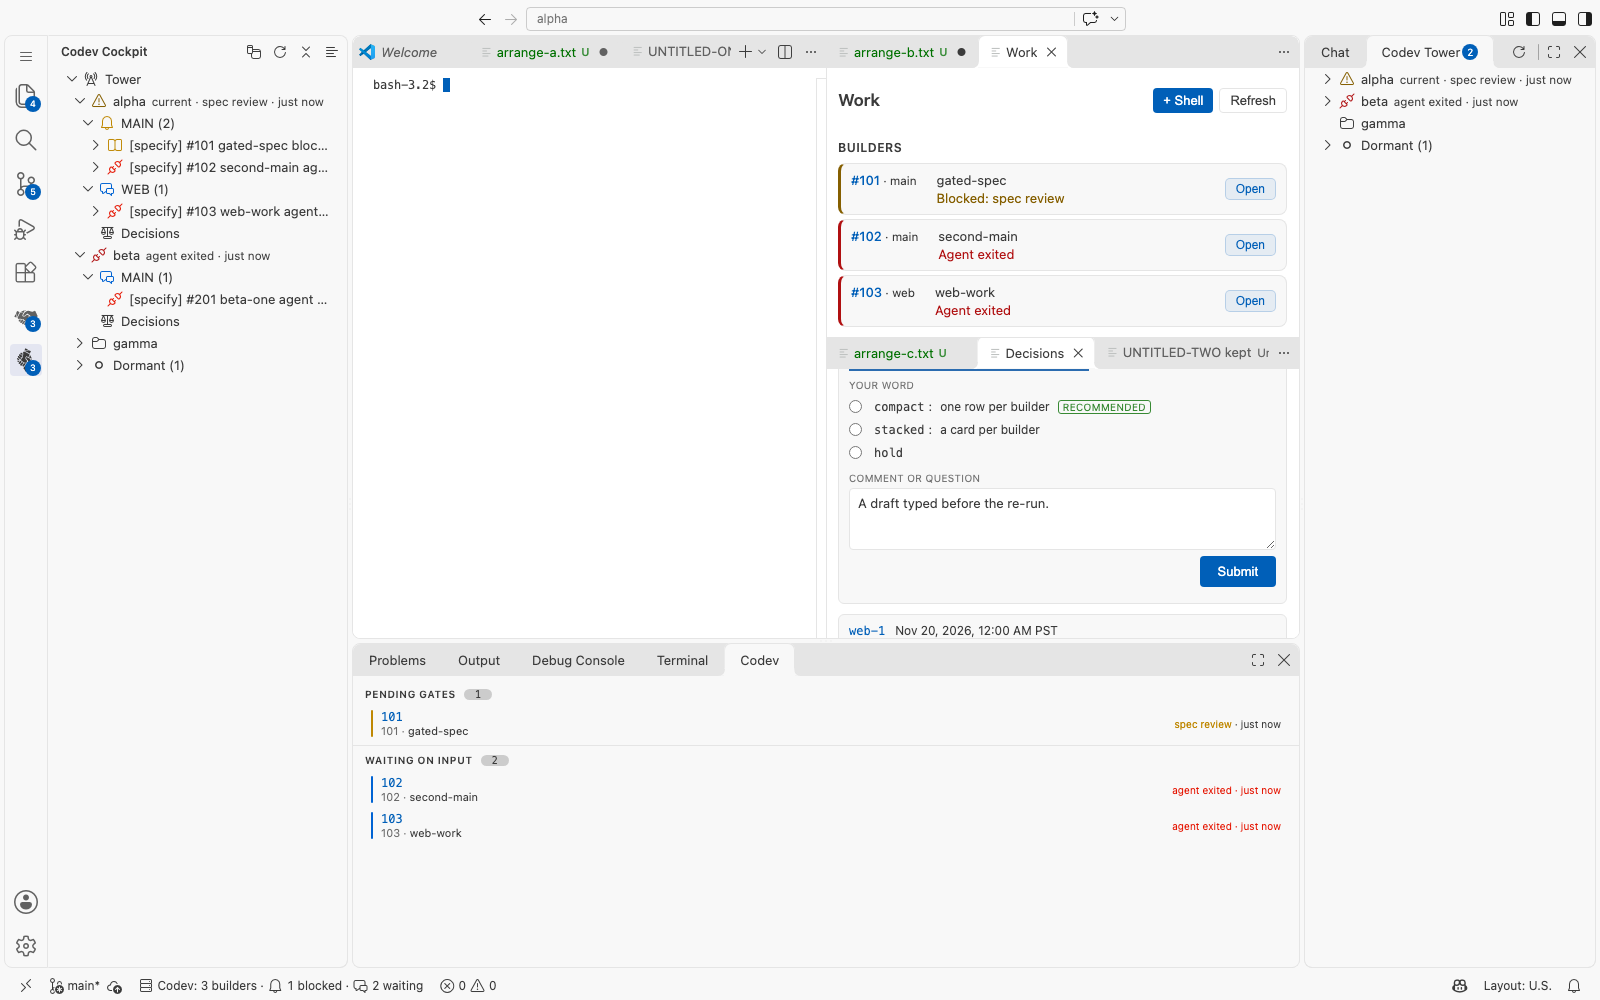 alpha
Codev Cockpit
Tower
alpha current · spec review · just now
MAIN (2)
[specify] #101 gated-spec bloc...
[specify] #102 second-main ag...
WEB (1)
[specify] #103 web-work agent...
Decisions
beta agent exited · just now
MAIN (1)
[specify] #201 beta-one agent ...
Decisions
gamma
Dormant (1)
4
5
3
3
Welcome
arrange-a.txt U
UNTITLED-O
bash-3.2$
arrange-b.txt U
Work
Work
+ Shell
Refresh
BUILDERS
#101 · main gated-spec
Blocked: spec review
Open
#102 · main second-main
Agent exited
Open
#103 · web web-work
Agent exited
Open
arrange-c.txt U
Decisions
UNTITLED-TWO kept Ur
YOUR WORD
compact : one row per builder RECOMMENDED
stacked : a card per builder
hold
COMMENT OR QUESTION
A draft typed before the re-run.
Submit
web-1 Nov 20, 2026, 12:00 AM PST
Problems
Output
Debug Console
Terminal
Codev
PENDING GATES 1
101
101 · gated-spec
spec review · just now
WAITING ON INPUT 2
102
102 · second-main
agent exited · just now
103
103 · web-work
agent exited · just now
Chat
Codev Tower 2
alpha current · spec review · just now
beta agent exited · just now
gamma
Dormant (1)
main*
Codev: 3 builders · 1 blocked · 2 waiting
0 0
Layout: U.S.